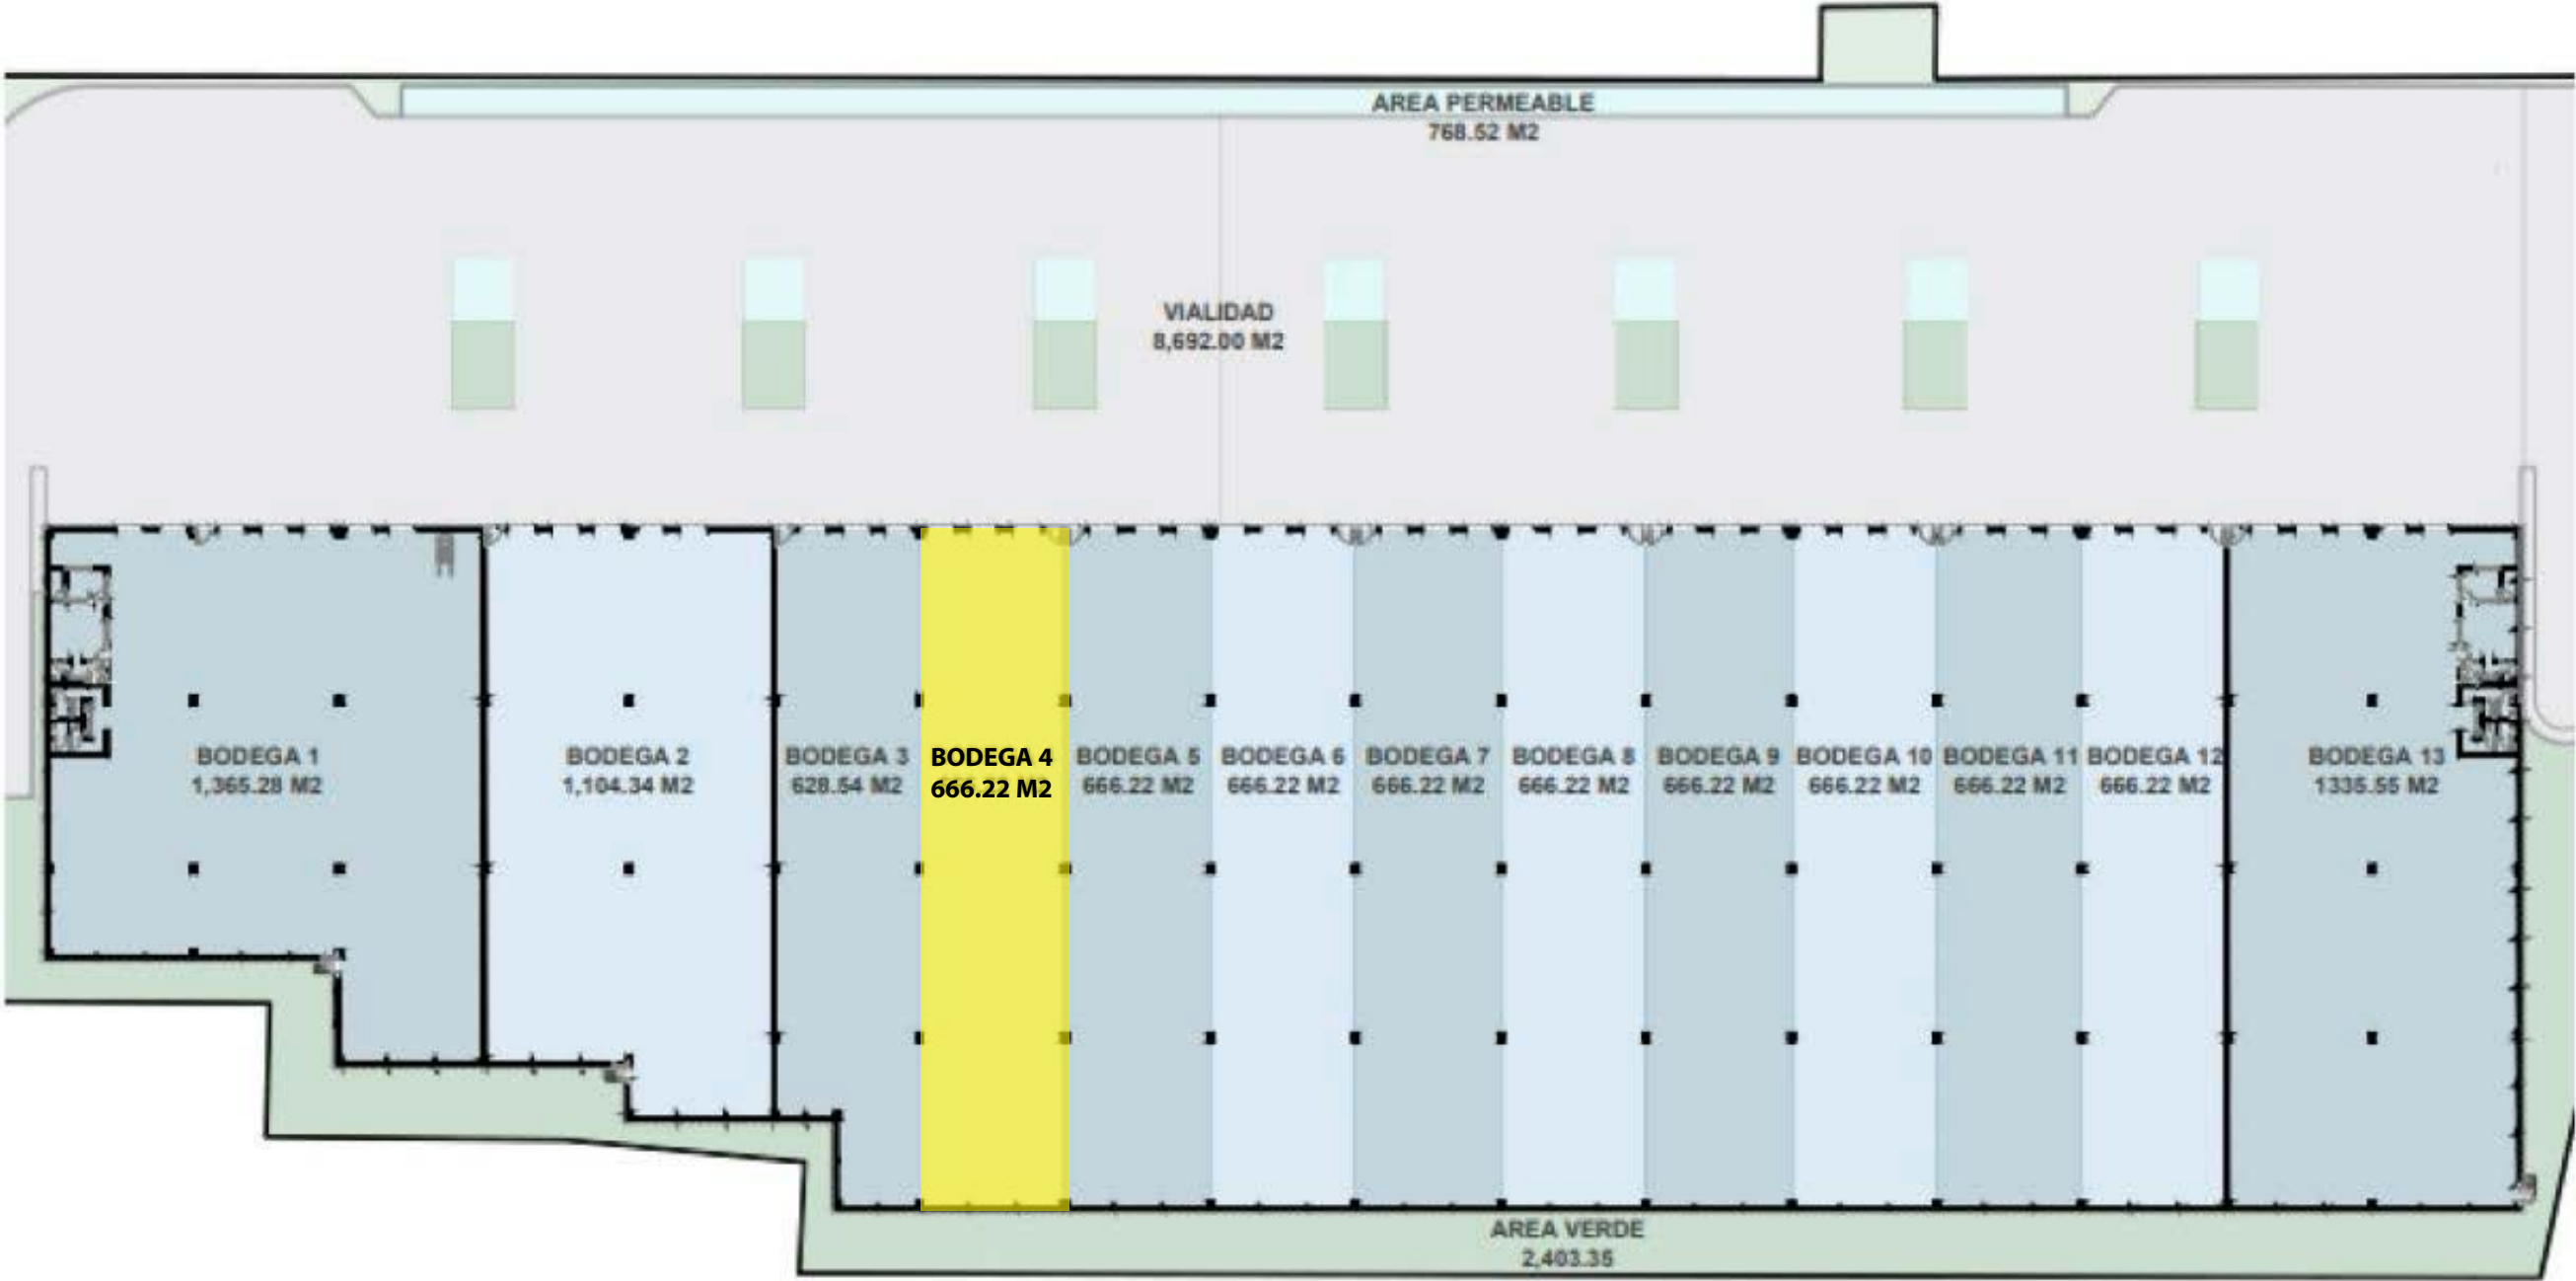 AREA PERMEABLE
768.52 M2
VIALIDAD
8,692.00 M2
BODEGA 1
1,365.28 M2
BODEGA 2
1,104.34 M2
BODEGA 3
628.54 M2
BODEGA 4
666.22 M2
BODEGA 5
666.22 M2
BODEGA 6
666.22 M2
BODEGA 7
666.22 M2
BODEGA 8
666.22 M2
BODEGA 9
666.22 M2
BODEGA 10
666.22 M2
BODEGA 11
666.22 M2
BODEGA 12
666.22 M2
BODEGA 13
1335.55 M2
AREA VERDE
2,403.35